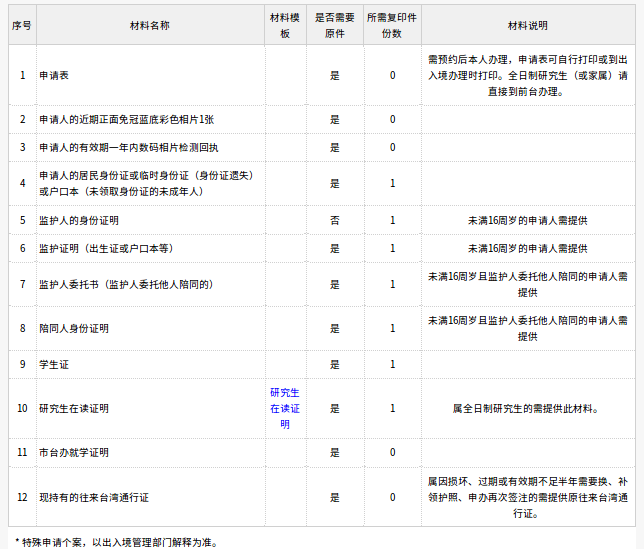 序号 材料名称 材料模板 是否需要原件 所需复印件份数 材料说明
1 申请表 是 0 需预约后本人办理，申请表可自行打印或到出
入境办理时打印。全日制研究生（或家属）请
直接到前台办理。
2 申请人的近期正面免冠蓝底彩色相片1张 是 0
3 申请人的有效期一年内数码相片检测回执 是 0
4 申请人的居民身份证或临时身份证（身份证遗失）
或户口本（未领取身份证的未成年人） 是 1
5 监护人的身份证明 否 1 未满16周岁的申请人需提供
6 监护证明（出生证或户口本等） 是 1 未满16周岁的申请人需提供
7 监护人委托书（监护人委托他人陪同的） 是 1 未满16周岁且监护人委托他人陪同的申请人需
提供
8 陪同人身份证明 是 1 未满16周岁且监护人委托他人陪同的申请人需
提供
9 学生证 是 1
10 研究生在读证明 研究生
在读证
明 是 1 属全日制研究生的需提供此材料。
11 市台办就学证明 是 0
12 现持有的往来台湾通行证 是 0 属因损坏、过期或有效期不足半年需要换、补
领护照、申办再次签注的需提供原往来台湾通
行证。
* 特殊申请个案，以出入境管理部门解释为准。